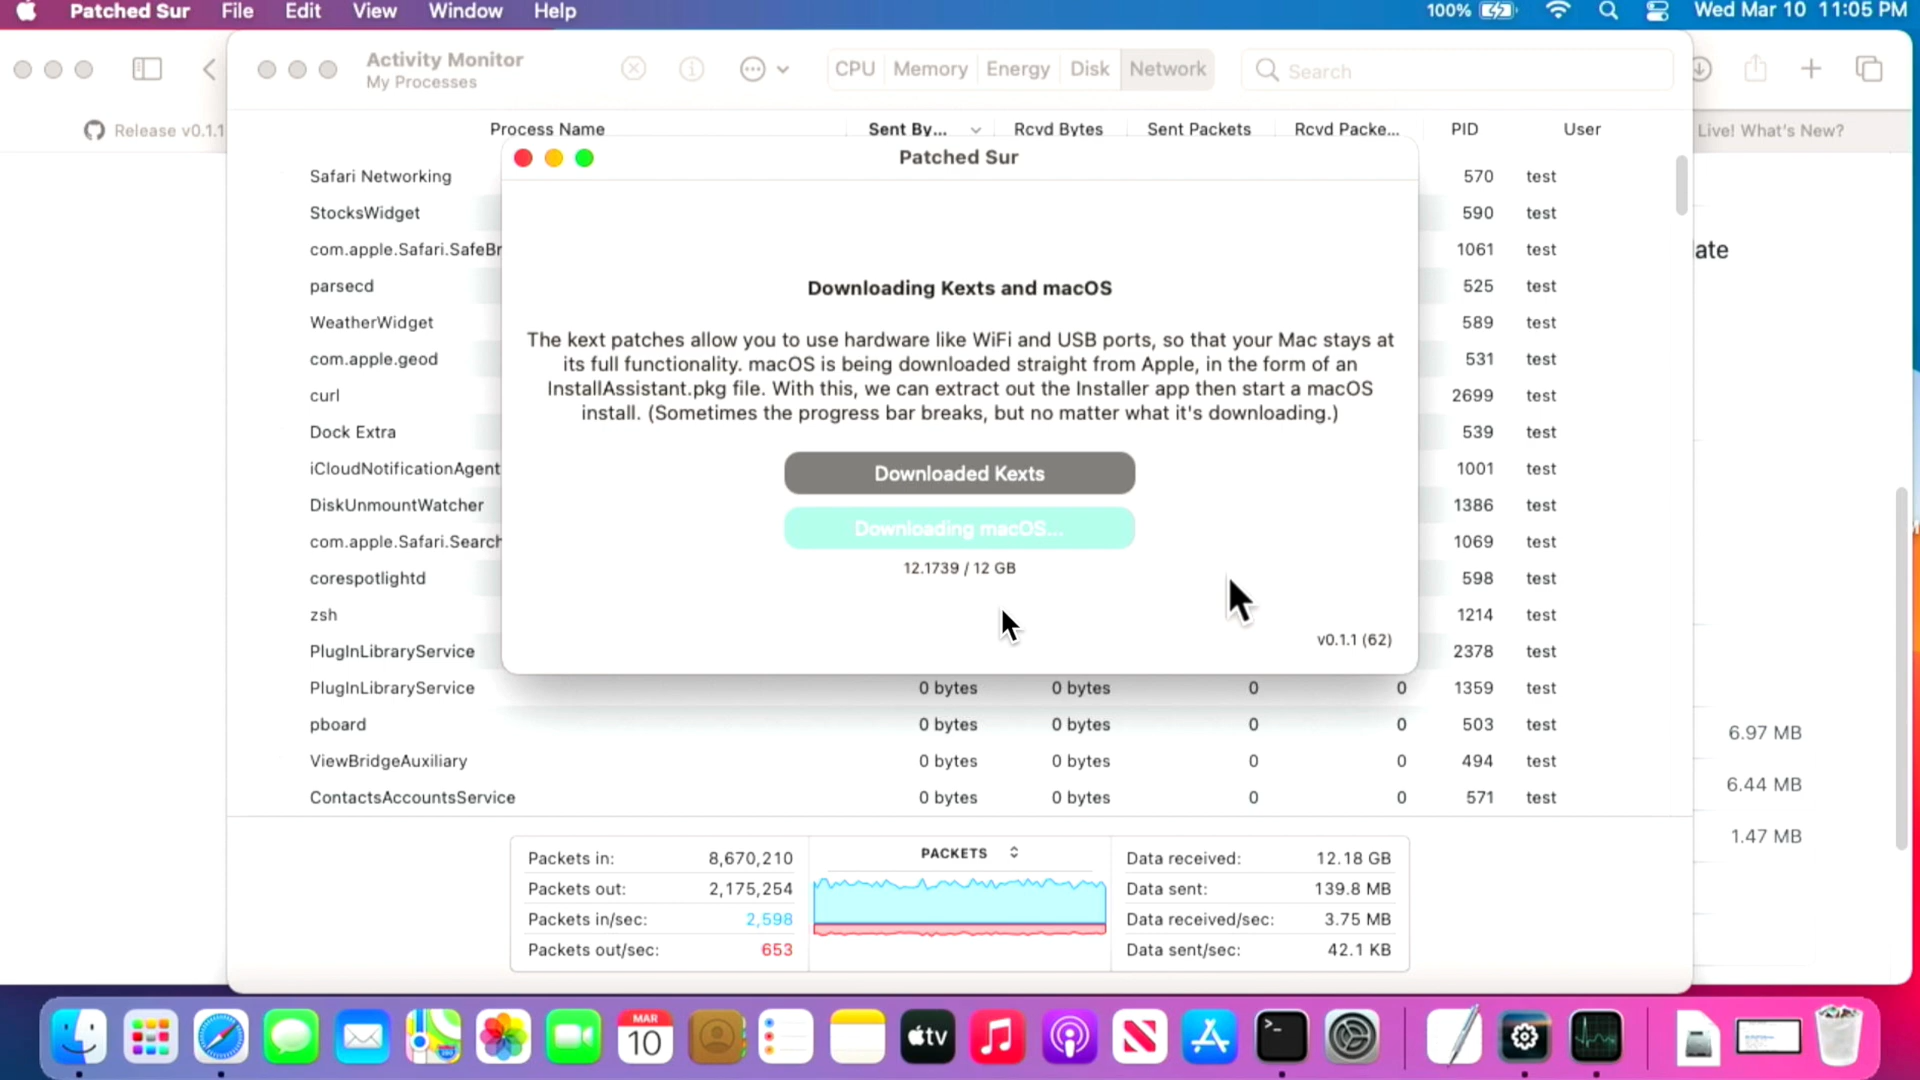 Patched Sur File Edit View Window Help 100% Wed Mar 10 11:05 PM
Activity Monitor
My Processes
CPU Memory Energy Disk Network
Search
Release v0.1.1
Live! What's New?
Process Name Sent By... Rcvd Bytes Sent Packets Rcvd Packe... PID User
Safari Networking 570 test
StocksWidget 590 test
com.apple.Safari.SafeBr 1061 test
parsecd 525 test
WeatherWidget 589 test
com.apple.geod 531 test
curl 2699 test
Dock Extra 539 test
iCloudNotificationAgent 1001 test
DiskUnmountWatcher 1386 test
com.apple.Safari.Search 1069 test
corespotlightd 598 test
zsh 1214 test
PlugInLibraryService 2378 test
PlugInLibraryService 0 bytes 0 bytes 0 0 1359 test
pboard 0 bytes 0 bytes 0 0 503 test
ViewBridgeAuxiliary 0 bytes 0 bytes 0 0 494 test
ContactsAccountsService 0 bytes 0 bytes 0 0 571 test
Patched Sur
Downloading Kexts and macOS
The kext patches allow you to use hardware like WiFi and USB ports, so that your Mac stays at
its full functionality. macOS is being downloaded straight from Apple, in the form of an
InstallAssistant.pkg file. With this, we can extract out the Installer app then start a macOS
install. (Sometimes the progress bar breaks, but no matter what it's downloading.)
Downloaded Kexts
Downloading macOS...
12.1739 / 12 GB
v0.1.1 (62)
ate
6.97 MB
6.44 MB
1.47 MB
Packets in: 8,670,210
Packets out: 2,175,254
Packets in/sec: 2,598
Packets out/sec: 653
PACKETS
Data received: 12.18 GB
Data sent: 139.8 MB
Data received/sec: 3.75 MB
Data sent/sec: 42.1 KB
MAR
10
tv